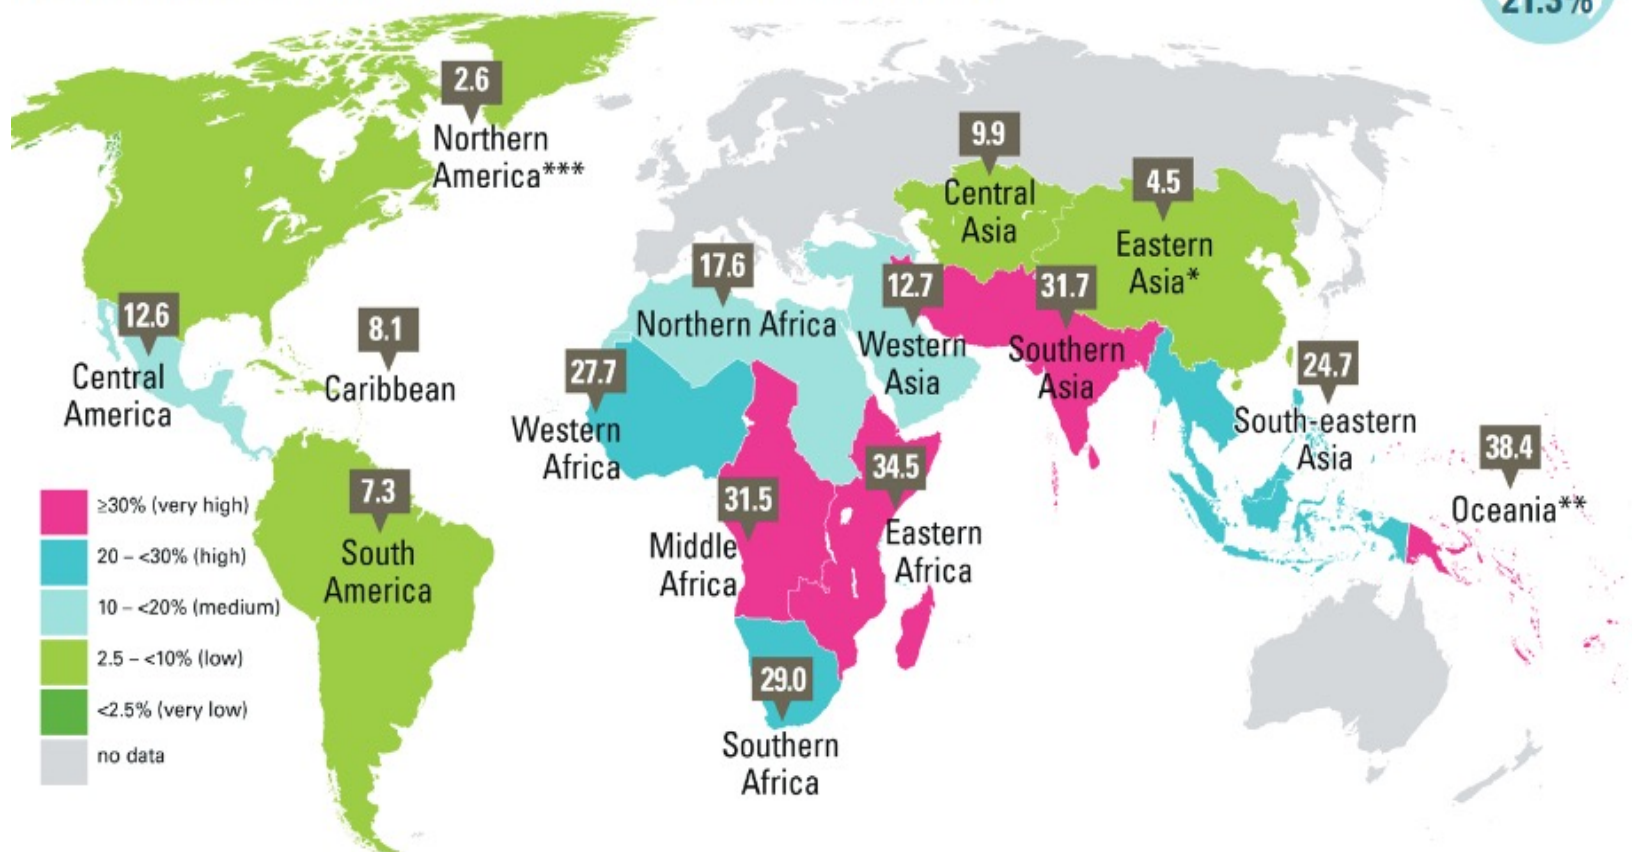 21.3%
2.6
Northern
America***
9.9
Central
Asia
4.5
Eastern
Asia*
17.6
Northern Africa
12.7
Western
Asia
31.7
Southern
Asia
12.6
Central
America
8.1
Caribbean
27.7
Western
Africa
24.7
South-eastern
Asia
38.4
Oceania**
7.3
South
America
31.5
Middle
Africa
34.5
Eastern
Africa
29.0
Southern
Africa
≥30% (very high)
20 – <30% (high)
10 – <20% (medium)
2.5 – <10% (low)
<2.5% (very low)
no data